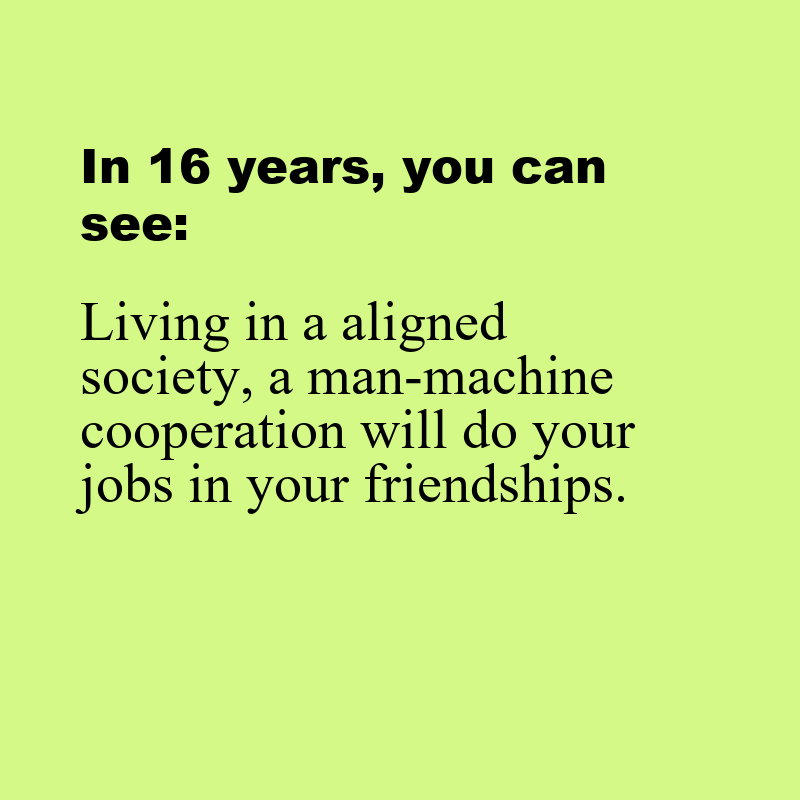 In 16 years, you can
see:
Living in a aligned
society, a man-machine
cooperation will do your
jobs in your friendships.